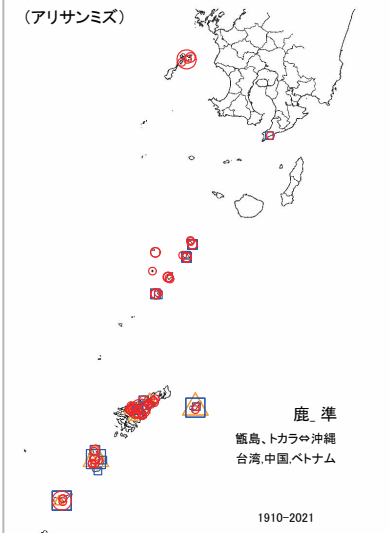 （アリサンミズ）
鹿_準
甑島、トカラ⇔沖縄
台湾,中国,ベトナム
1910-2021